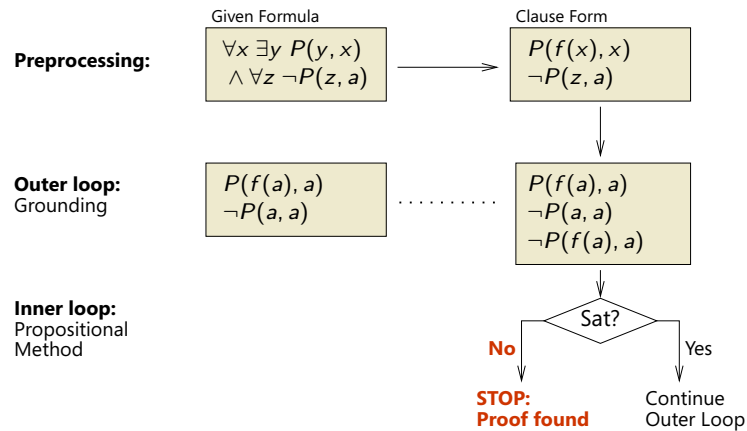 Given Formula
Clause Form
Preprocessing:
∀x ∃y P(y, x)
∧ ∀z ¬P(z, a)
P(f(x), x)
¬P(z, a)
Outer loop:
Grounding
P(f(a), a)
¬P(a, a)
P(f(a), a)
¬P(a, a)
¬P(f(a), a)
Inner loop:
Propositional
Method
Sat?
No
Yes
STOP:
Proof found
Continue
Outer Loop